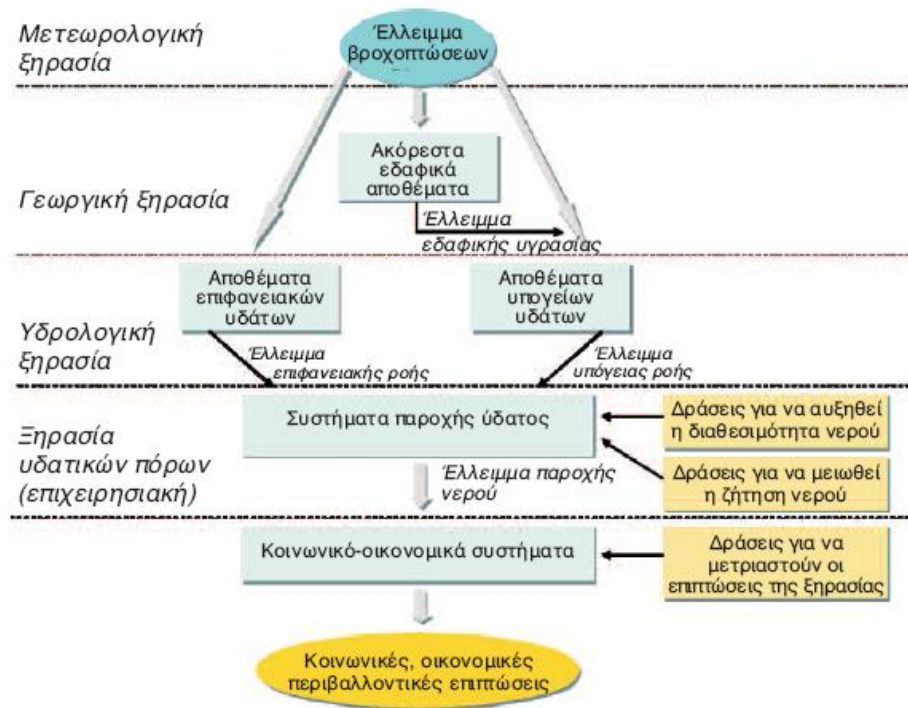 Μετεωρολογική
ξηρασία
Έλλειμμα
βροχοπτώσεων
Ακόρεστα
εδαφικά
αποθέματα
Γεωργική ξηρασία
Έλλειμμα
εδαφικής υγρασίας
Αποθέματα
επιφανειακών
υδάτων
Αποθέματα
υπογείων
υδάτων
Υδρολογική
ξηρασία
Έλλειμμα
επιφανειακής ροής
Έλλειμμα
υπόγειας ροής
Συστήματα παροχής ύδατος
Δράσεις για να αυξηθεί
η διαθεσιμότητα νερού
Ξηρασία
υδατικών πόρων
(επιχειρησιακή)
Έλλειμμα παροχής
νερού
Δράσεις για να μειωθεί
η ζήτηση νερού
Κοινωνικό-οικονομικά συστήματα
Δράσεις για να
μετριαστούν οι
επιπτώσεις της ξηρασίας
Κοινωνικές, οικονομικές
περιβαλλοντικές επιπτώσεις